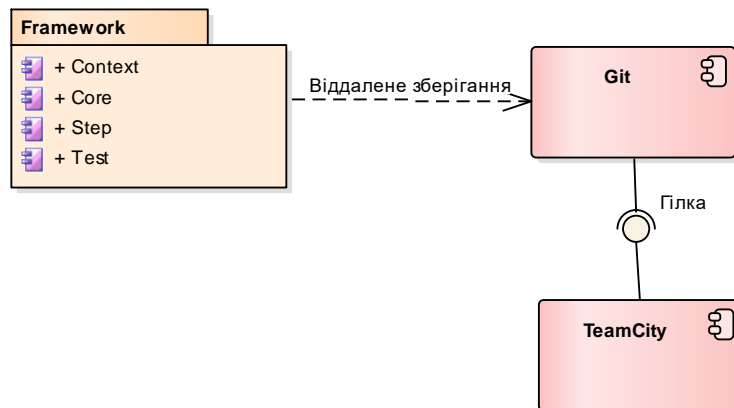 Framework
+ Context
+ Core
+ Step
+ Test
Віддалене зберігання
Git
Гілка
TeamCity